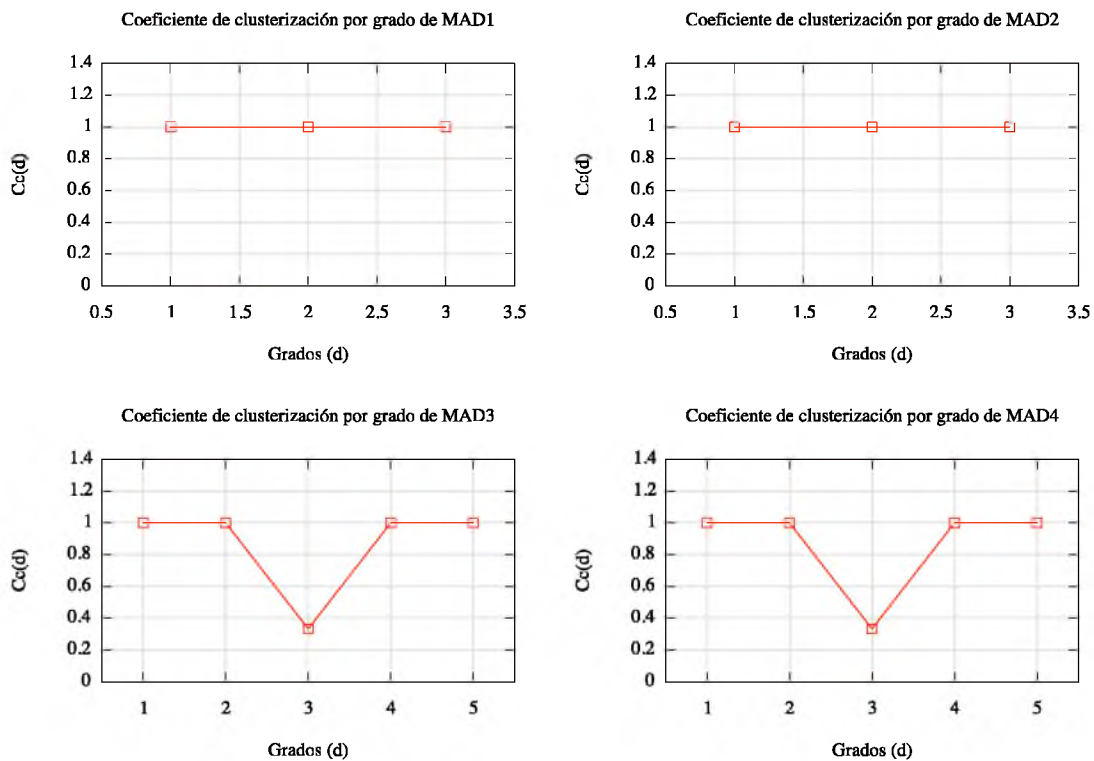 Coeficiente de clusterización por grado de MAD1
1.4
1.2
1
0.8
0.6
0.4
0.2
0
Cc(d)
0.5 1 1.5 2 2.5 3 3.5
Grados (d)
Coeficiente de clusterización por grado de MAD2
1.4
1.2
1
0.8
0.6
0.4
0.2
0
Cc(d)
0.5 1 1.5 2 2.5 3 3.5
Grados (d)
Coeficiente de clusterización por grado de MAD3
1.4
1.2
1
0.8
0.6
0.4
0.2
0
Cc(d)
1 2 3 4 5
Grados (d)
Coeficiente de clusterización por grado de MAD4
1.4
1.2
1
0.8
0.6
0.4
0.2
0
Cc(d)
1 2 3 4 5
Grados (d)